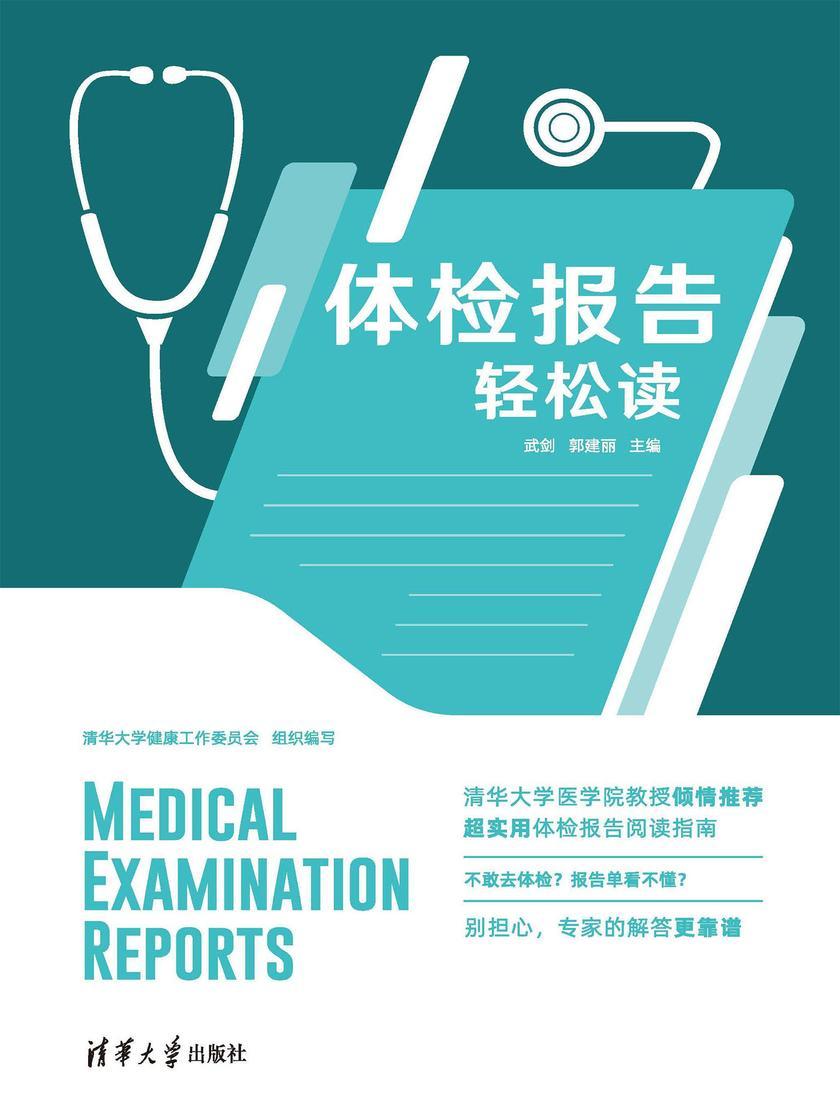 体检报告
轻松读
武剑 郭建丽 主编
清华大学健康工作委员会 组织编写
MEDICAL
EXAMINATION
REPORTS
清华大学医学院教授倾情推荐
超实用体检报告阅读指南
不敢去体检？报告单看不懂？
别担心，专家的解答更靠谱
清华大学出版社